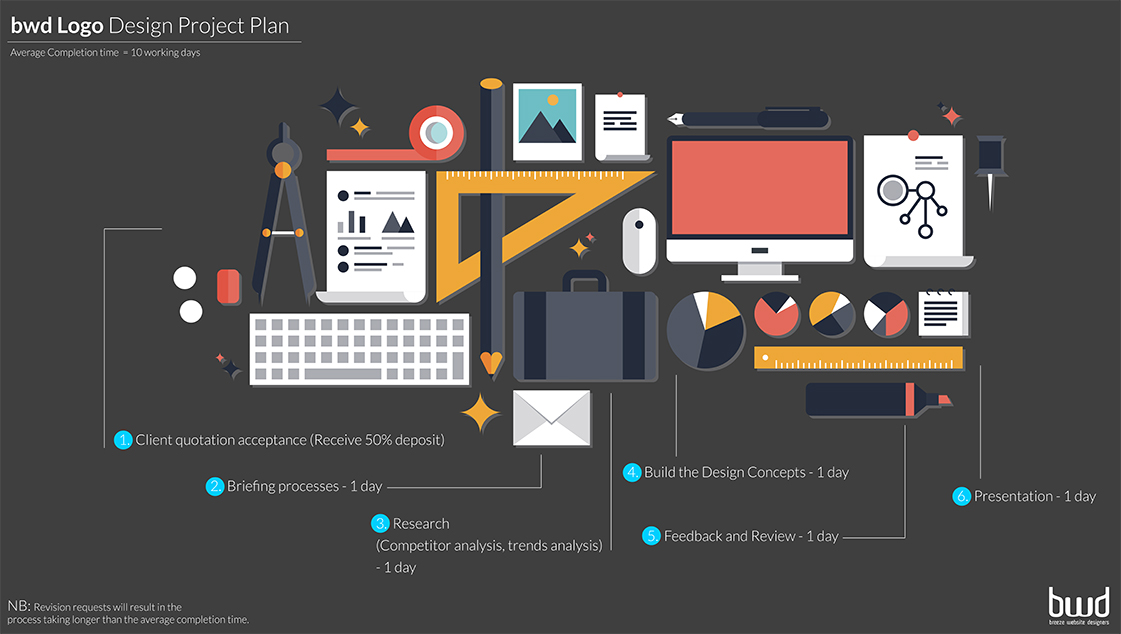 bwd Logo Design Project Plan
Average Completion time = 10 working days
1. Client quotation acceptance (Receive 50% deposit)
2. Briefing processes - 1 day
3. Research
(Competitor analysis, trends analysis)
- 1 day
4. Build the Design Concepts - 1 day
5. Feedback and Review - 1 day
6. Presentation - 1 day
NB: Revision requests will result in the
process taking longer than the average completion time.
bwd
breeze website designers